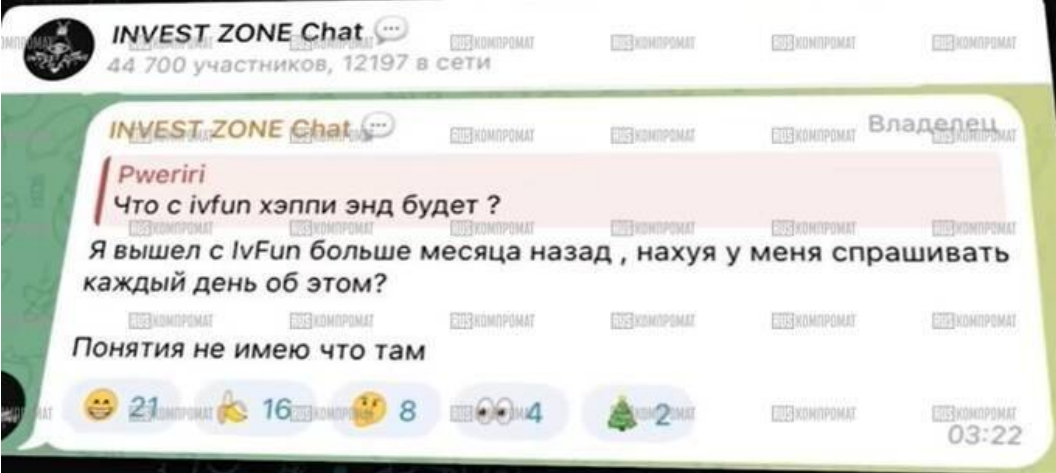 INVEST ZONE Chat 💬
44 700 участников, 12197 в сети
INVEST ZONE Chat 💬
Владелец
Pweriri
Что с ivfun хэппи энд будет ?
Я вышел с IvFun больше месяца назад , нахуя у меня спрашивать
каждый день об этом?
Понятия не имею что там
😁 21 🍌 16 🤔 8 👀 4 🎄 2
03:22